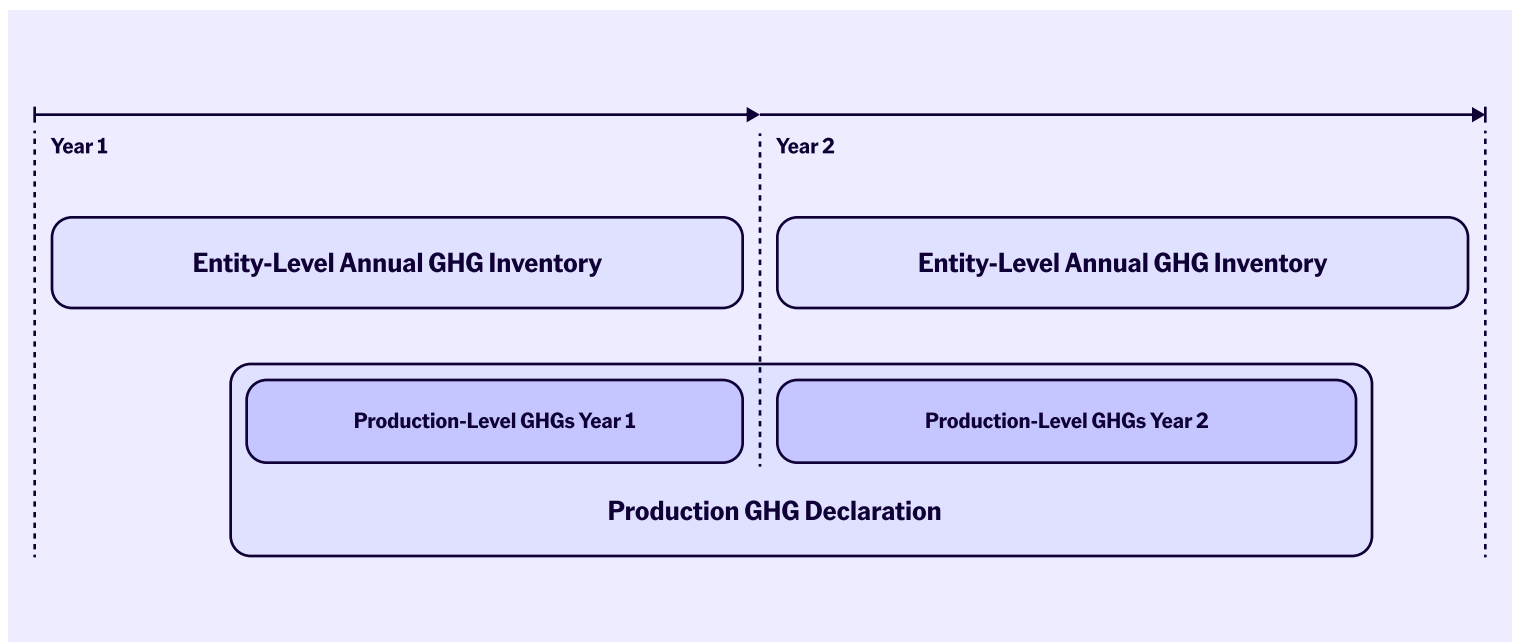 Year 1
Year 2
Entity-Level Annual GHG Inventory
Entity-Level Annual GHG Inventory
Production-Level GHGs Year 1
Production-Level GHGs Year 2
Production GHG Declaration